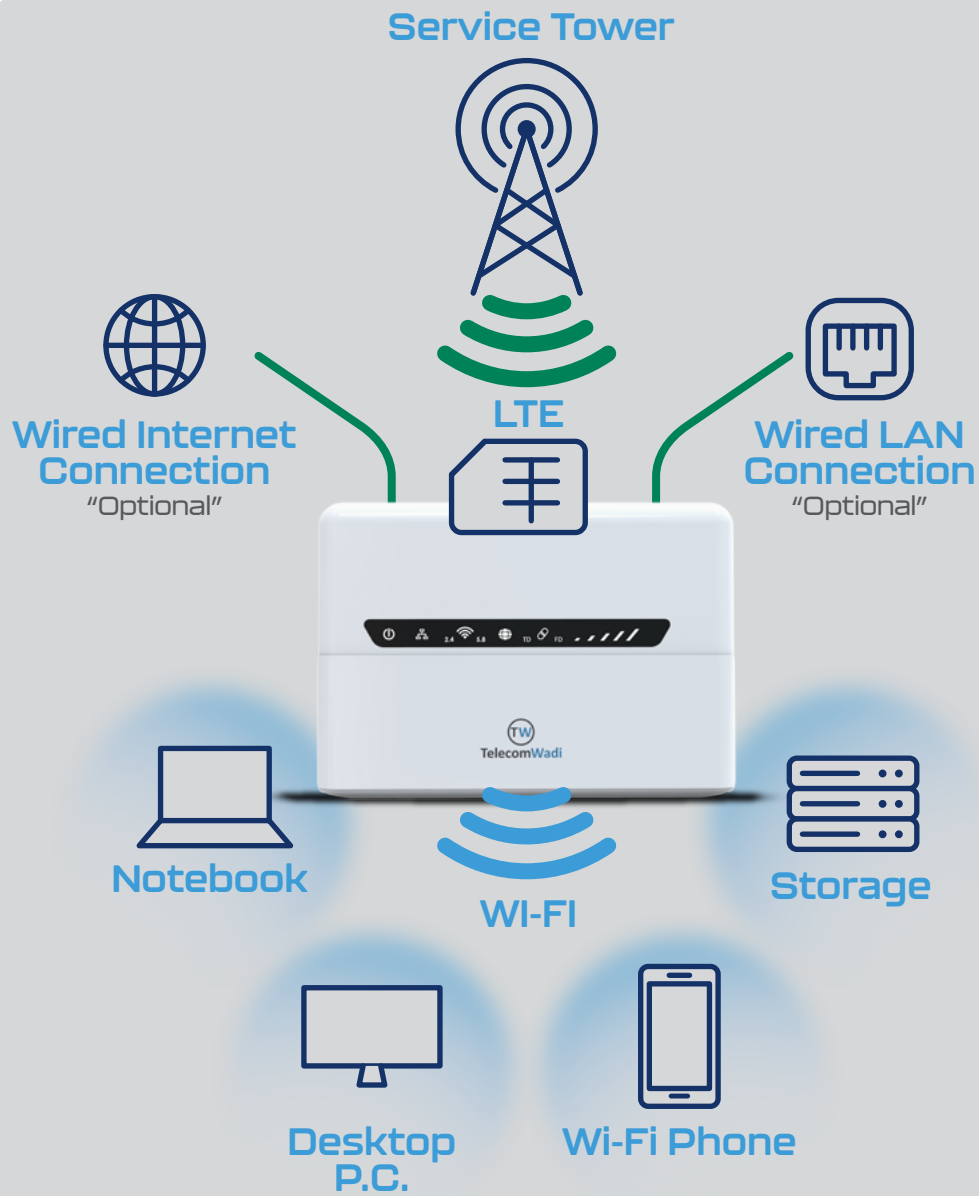 Service Tower
LTE
Wired Internet
Connection
"Optional"
Wired LAN
Connection
"Optional"
2.4 5.8 TD FD
TW
TelecomWadi
Notebook
Storage
WI-FI
Desktop
P.C.
Wi-Fi Phone